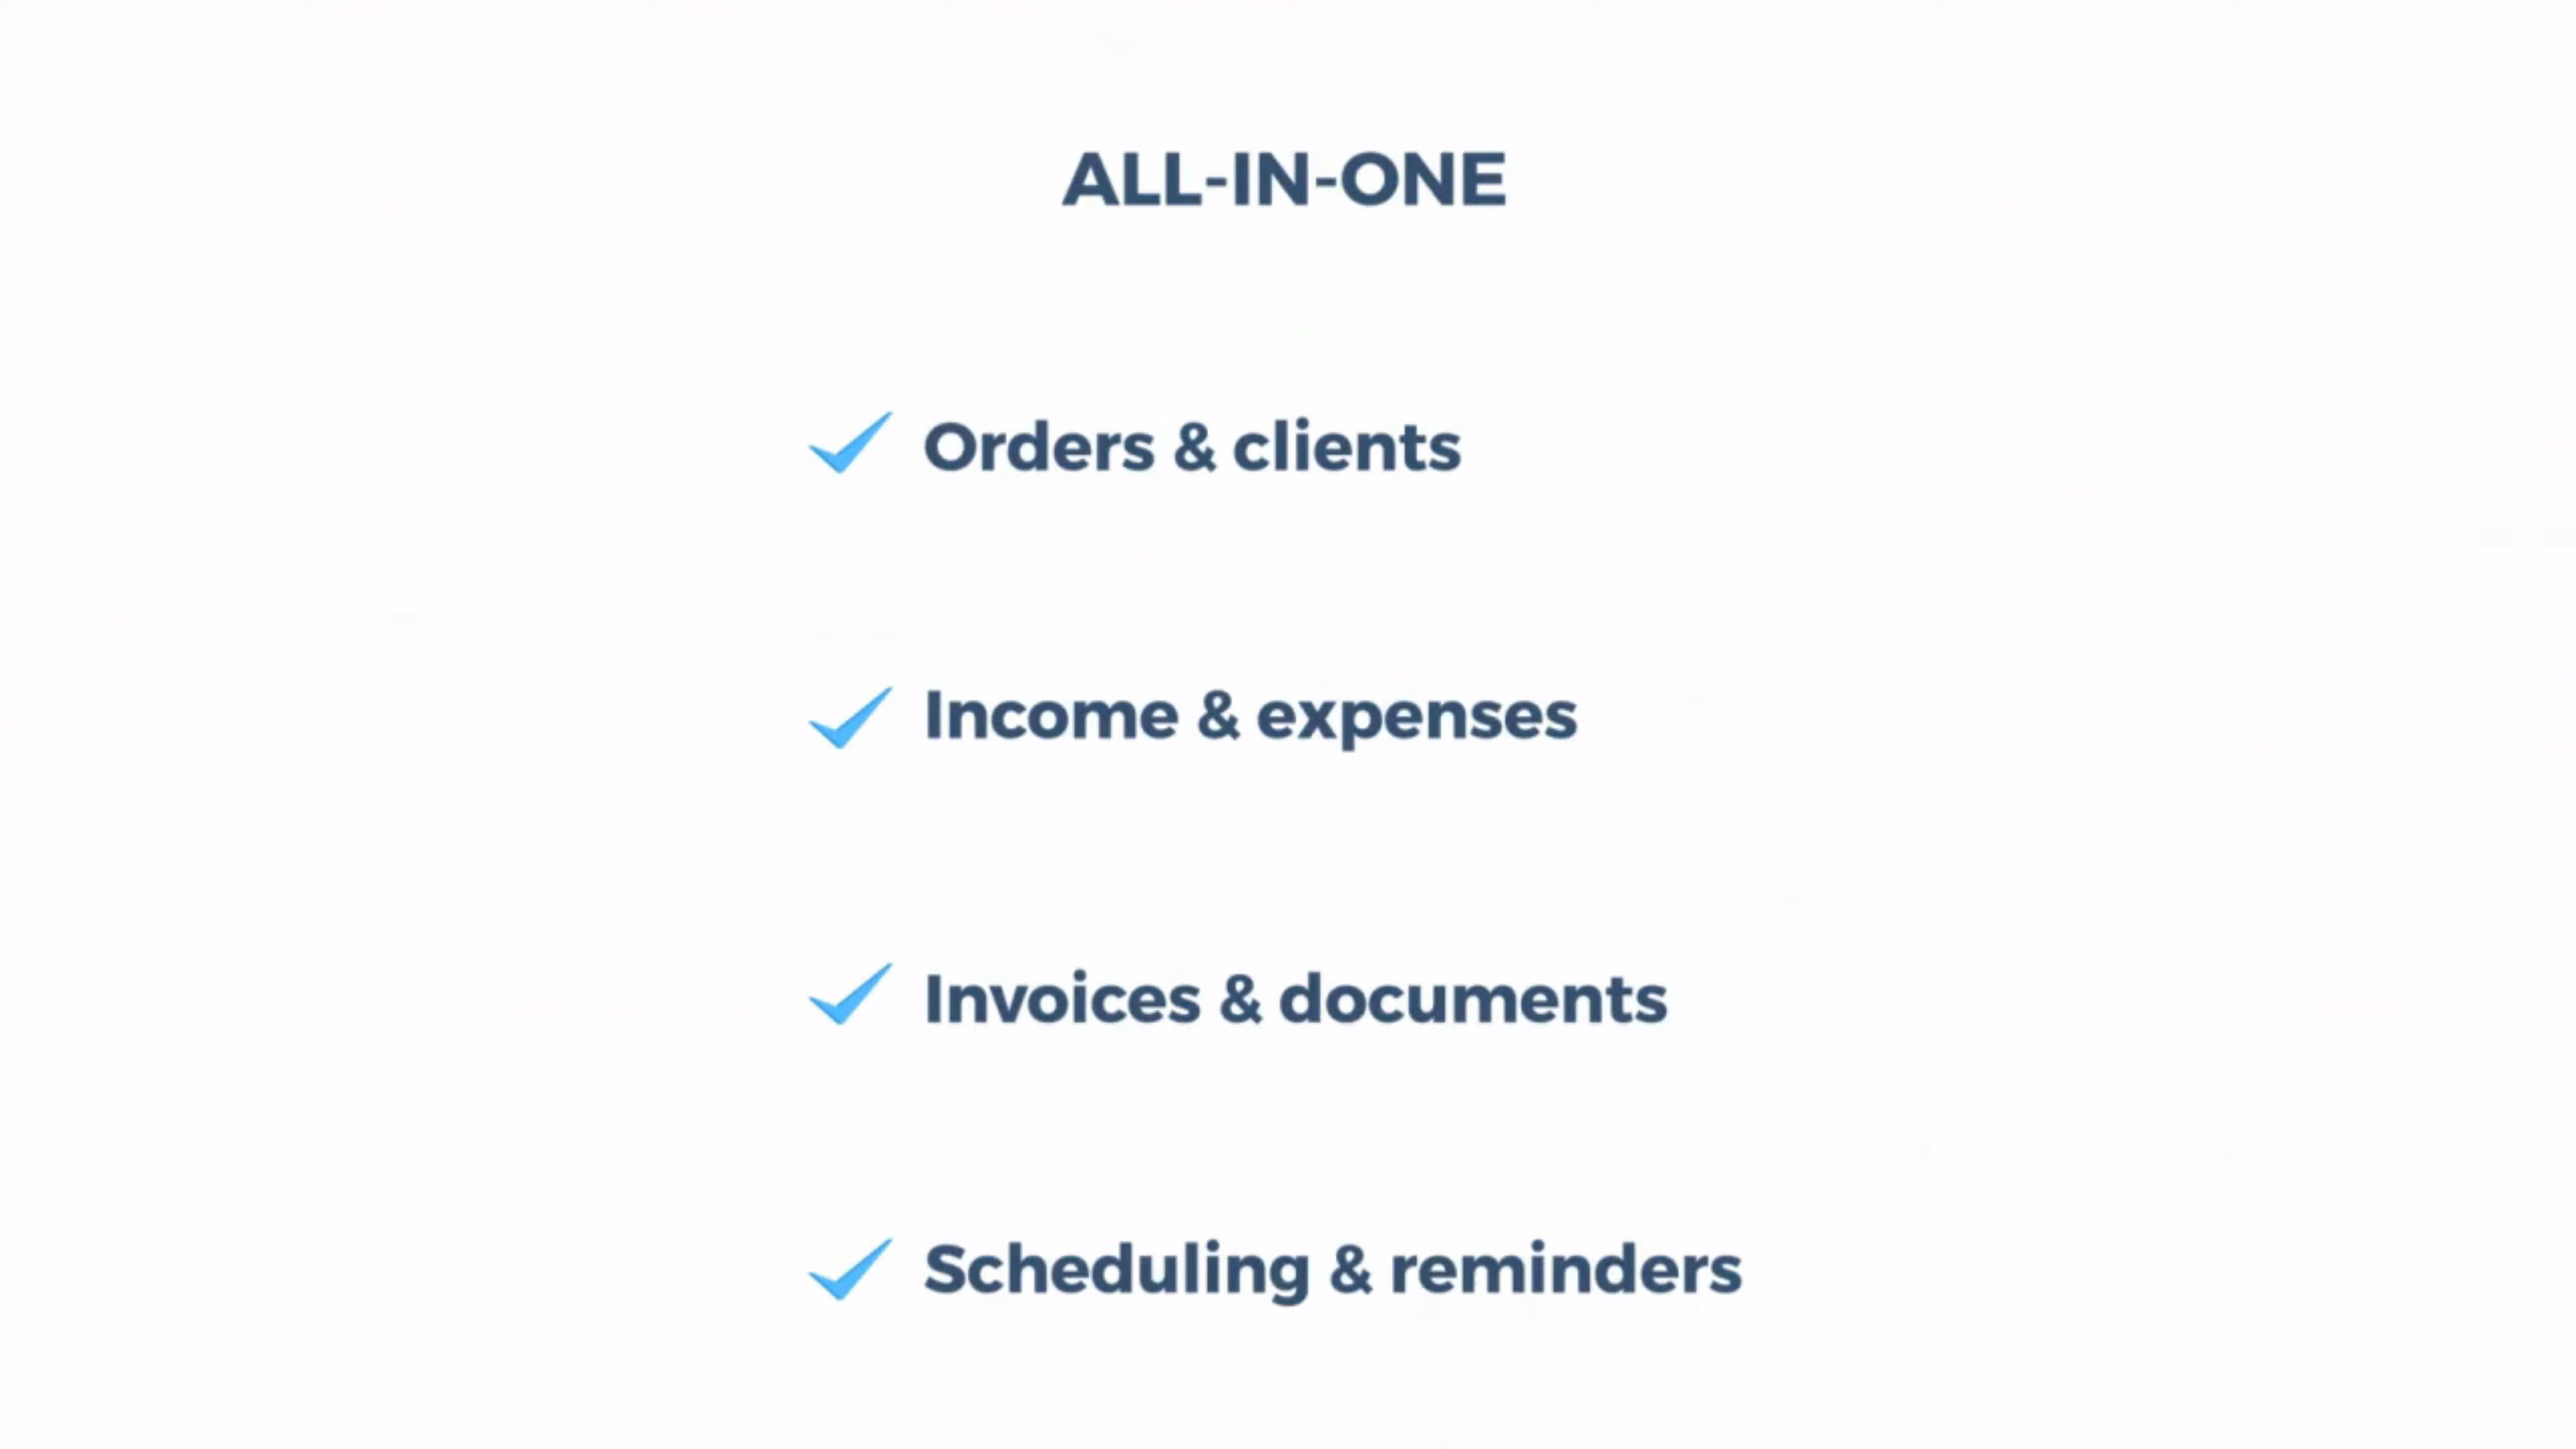 ALL-IN-ONE
Orders & clients
Income & expenses
Invoices & documents
Scheduling & reminders